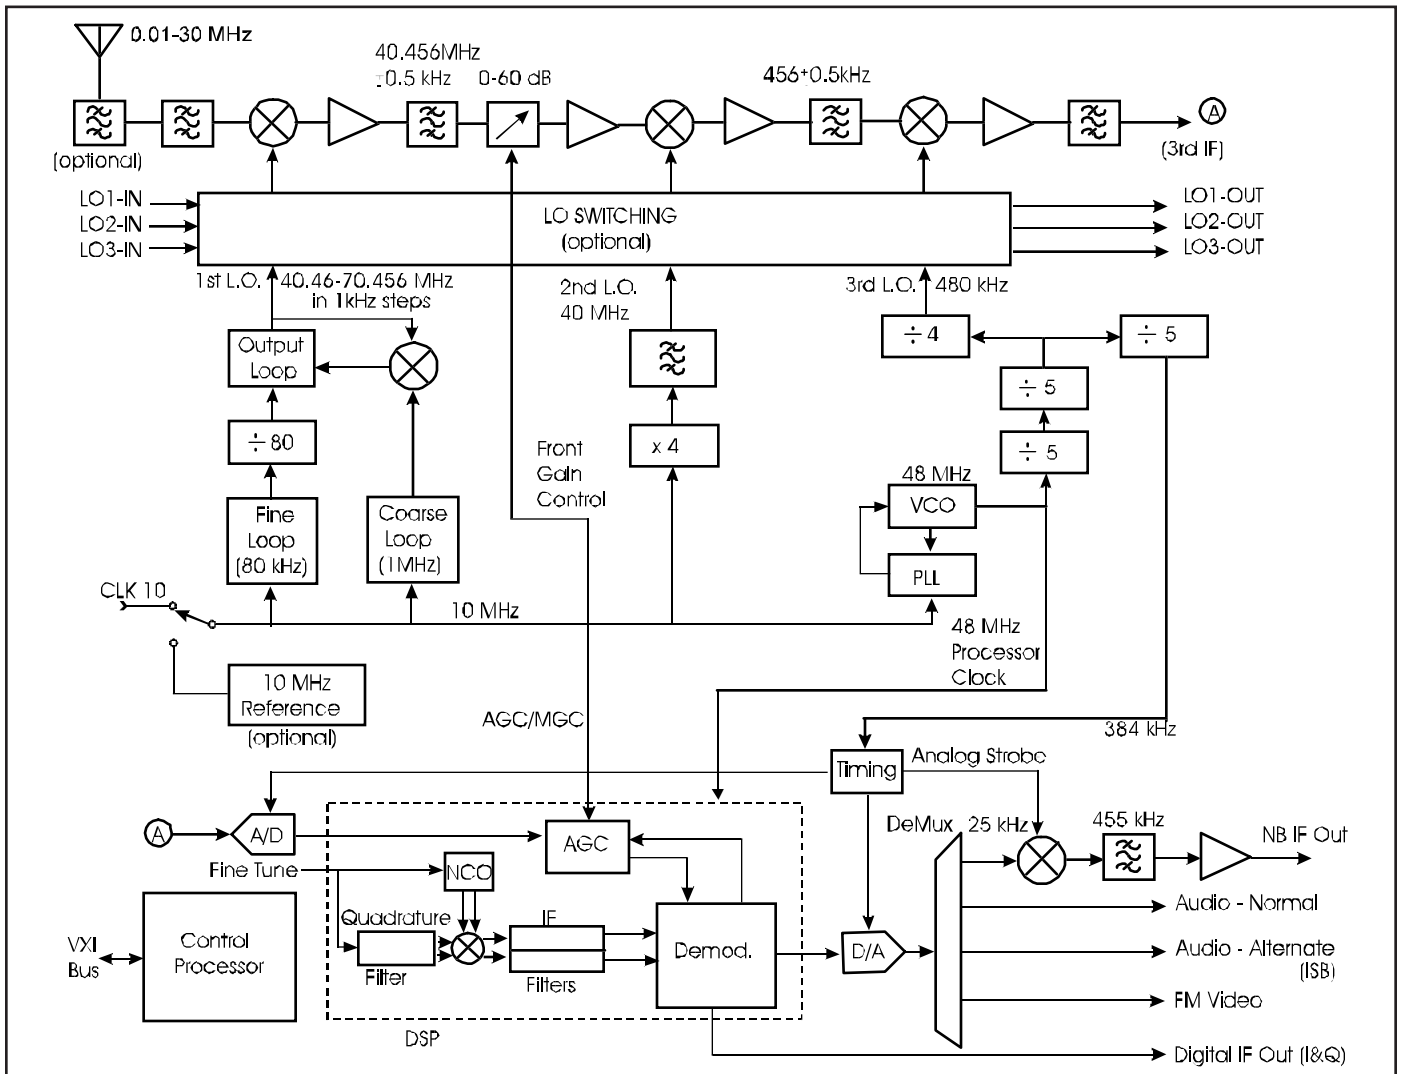 0.01-30 MHz
40.456MHz
±0.5 kHz
0-60 dB
456±0.5kHz
A
(optional)
(3rd IF)
LO1-IN
LO2-IN
LO3-IN
LO SWITCHING
(optional)
LO1-OUT
LO2-OUT
LO3-OUT
1st L.O.
40.46-70.456 MHz
in 1kHz steps
2nd L.O.
40 MHz
3rd L.O.
480 kHz
Output
Loop
÷ 4
÷ 5
÷ 5
÷ 80
x 4
÷ 5
Front
Gain
Control
48 MHz
VCO
Fine
Loop
(80 kHz)
Coarse
Loop
(1MHz)
PLL
CLK 10
10 MHz
48 MHz
Processor
Clock
10 MHz
Reference
(optional)
AGC/MGC
384 kHz
Timing
Analog Strobe
A
A/D
AGC
DeMux
25 kHz
455 kHz
NB IF Out
Fine Tune
NCO
Quadrature
Filter
IF
Filters
Demod.
D/A
Audio - Normal
Audio - Alternate
(ISB)
FM Video
VXI
Bus
Control
Processor
DSP
Digital IF Out (I&Q)